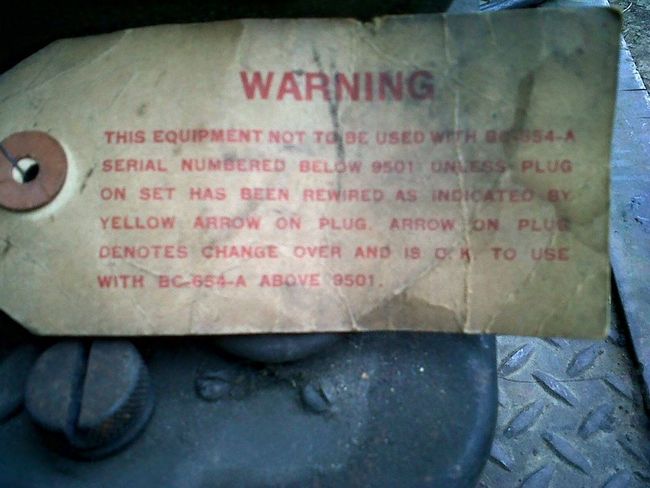 WARNING
THIS EQUIPMENT NOT TO BE USED WITH BC-654-A
SERIAL NUMBERED BELOW 9501 UNLESS PLUG
ON SET HAS BEEN REWIRED AS INDICATED BY
YELLOW ARROW ON PLUG. ARROW ON PLUG
DENOTES CHANGE OVER AND IS O.K. TO USE
WITH BC-654-A ABOVE 9501.